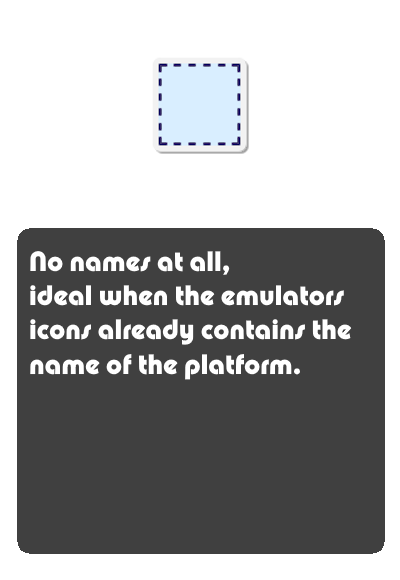 No names at all,
ideal when the emulators
icons already contains the
name of the platform.